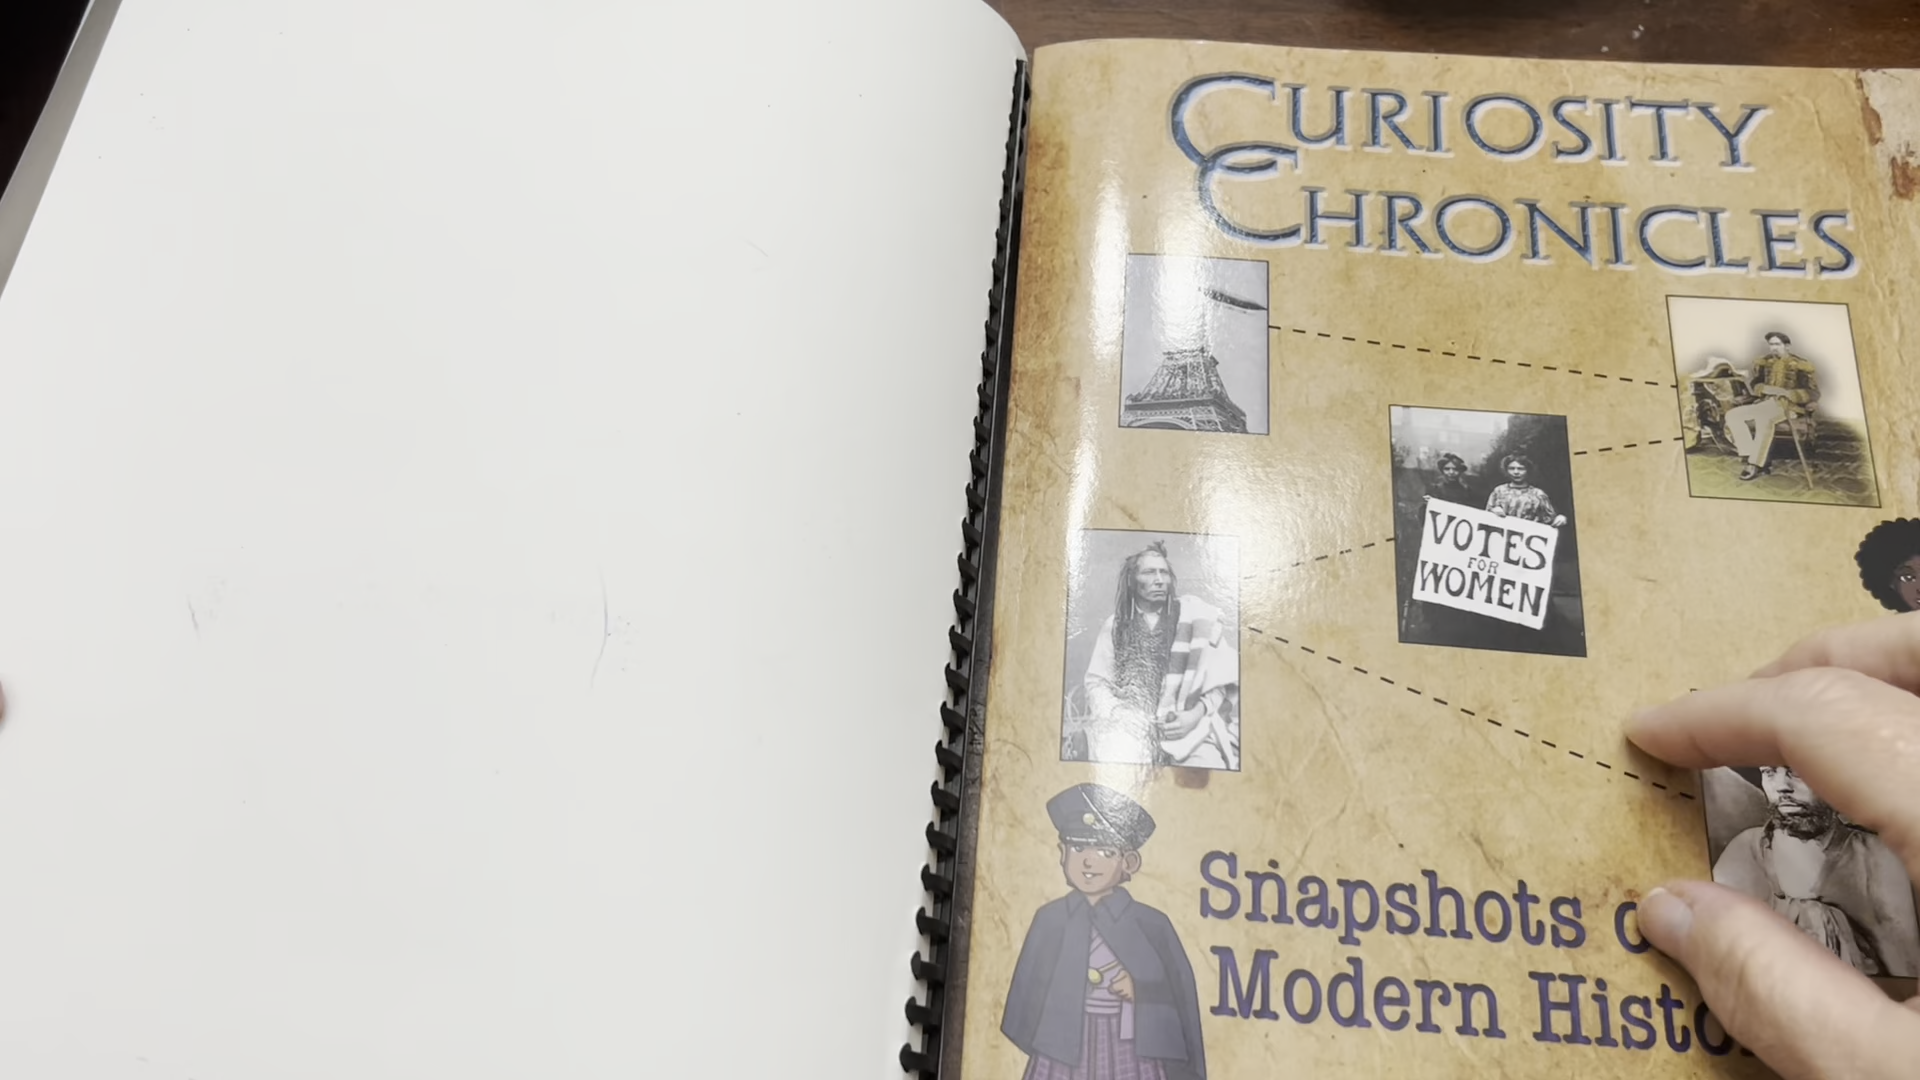 CURIOSITY
CHRONICLES
VOTES
FOR
WOMEN
Snapshots
Modern